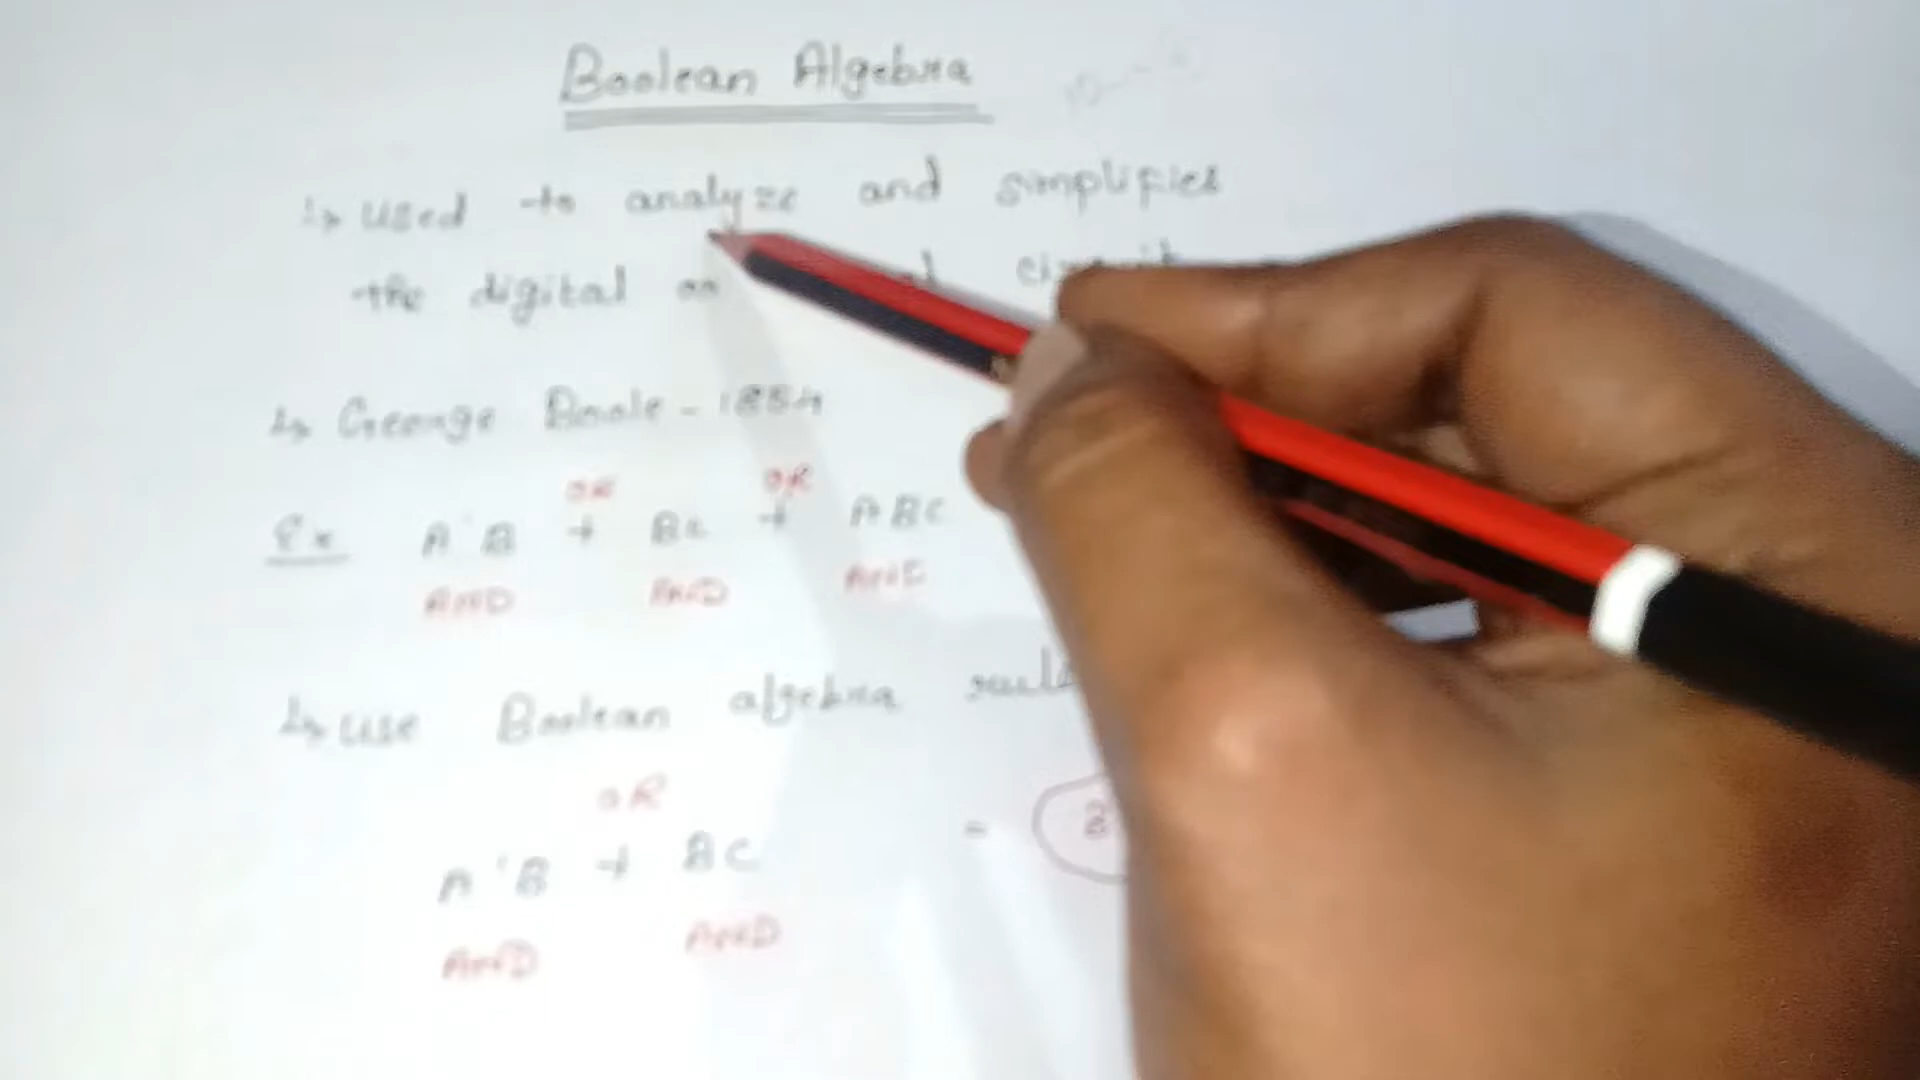 Boolean Algebra
↳ used to analyze and simplifies
the digital circuit
↳ George Boole - 1854
OR OR
Ex A'B + BC + ABC
AND AND AND
↳ use Boolean algebra
OR
A'B + BC =
AND AND